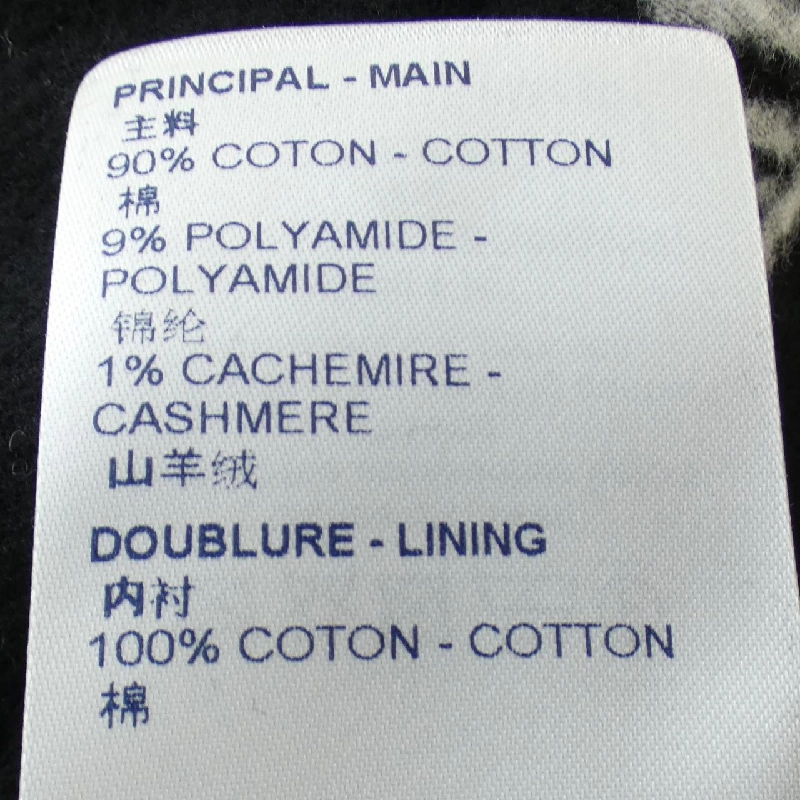 PRINCIPAL - MAIN
主料
90% COTON - COTTON
棉
9% POLYAMIDE -
POLYAMIDE
锦纶
1% CACHEMIRE -
CASHMERE
山羊绒
DOUBLURE - LINING
内衬
100% COTON - COTTON
棉